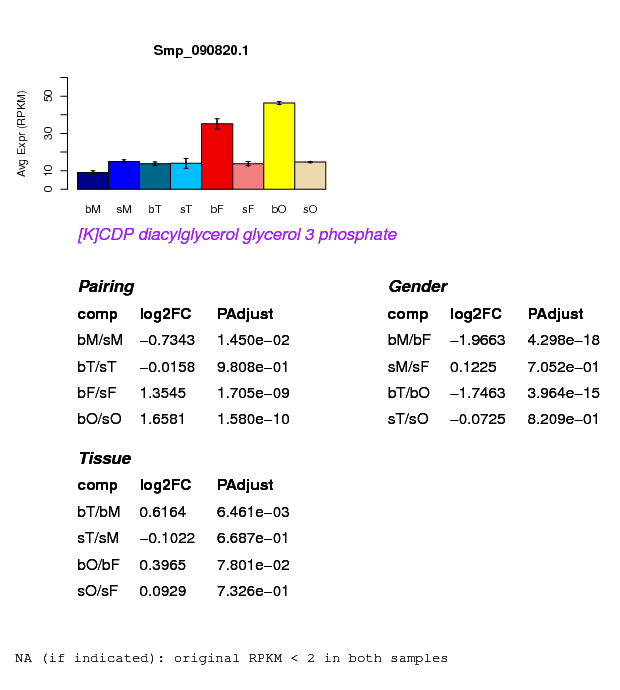 Smp_090820.1
Avg Expr (RPKM)
50
30
10
0
bM sM bT sT bF sF bO sO
[K]CDP diacylglycerol glycerol 3 phosphate
Pairing
comp log2FC PAdjust
bM/sM −0.7343 1.450e−02
bT/sT −0.0158 9.808e−01
bF/sF 1.3545 1.705e−09
bO/sO 1.6581 1.580e−10
Gender
comp log2FC PAdjust
bM/bF −1.9663 4.298e−18
sM/sF 0.1225 7.052e−01
bT/bO −1.7463 3.964e−15
sT/sO −0.0725 8.209e−01
Tissue
comp log2FC PAdjust
bT/bM 0.6164 6.461e−03
sT/sM −0.1022 6.687e−01
bO/bF 0.3965 7.801e−02
sO/sF 0.0929 7.326e−01
NA (if indicated): original RPKM < 2 in both samples